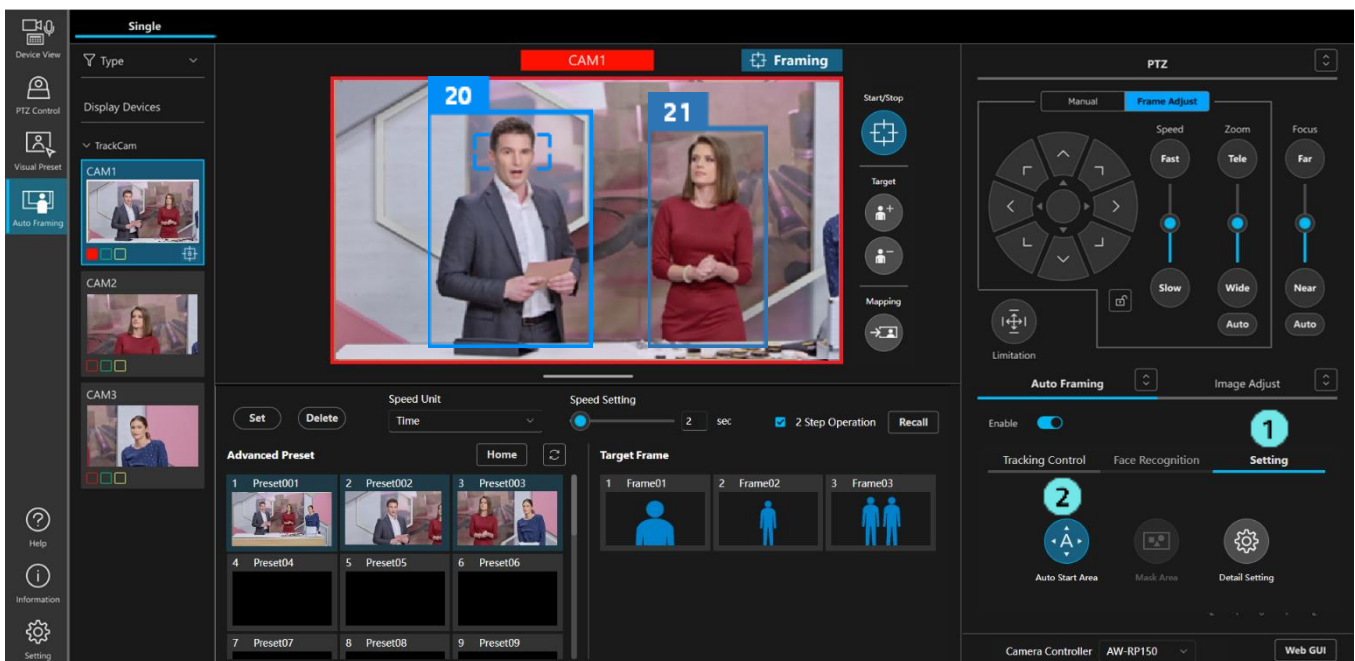 Single
Device View
PTZ Control
Visual Preset
Auto Framing
Help
Information
Setting
Type
Display Devices
TrackCam
CAM1
CAM2
CAM3
CAM1
Framing
20
21
Start/Stop
Target
Mapping
Set
Delete
Speed Unit
Time
Speed Setting
2 sec
2 Step Operation
Recall
Advanced Preset
Home
1 Preset001
2 Preset002
3 Preset003
4 Preset04
5 Preset05
6 Preset06
7 Preset07
8 Preset08
9 Preset09
Target Frame
1 Frame01
2 Frame02
3 Frame03
PTZ
Manual
Frame Adjust
Speed
Zoom
Focus
Fast
Tele
Far
Slow
Wide
Near
Auto
Auto
Limitation
Auto Framing
Image Adjust
Enable
1
Tracking Control
Face Recognition
Setting
2
A
Auto Start Area
Mask Area
Detail Setting
Camera Controller
AW-RP150
Web GUI